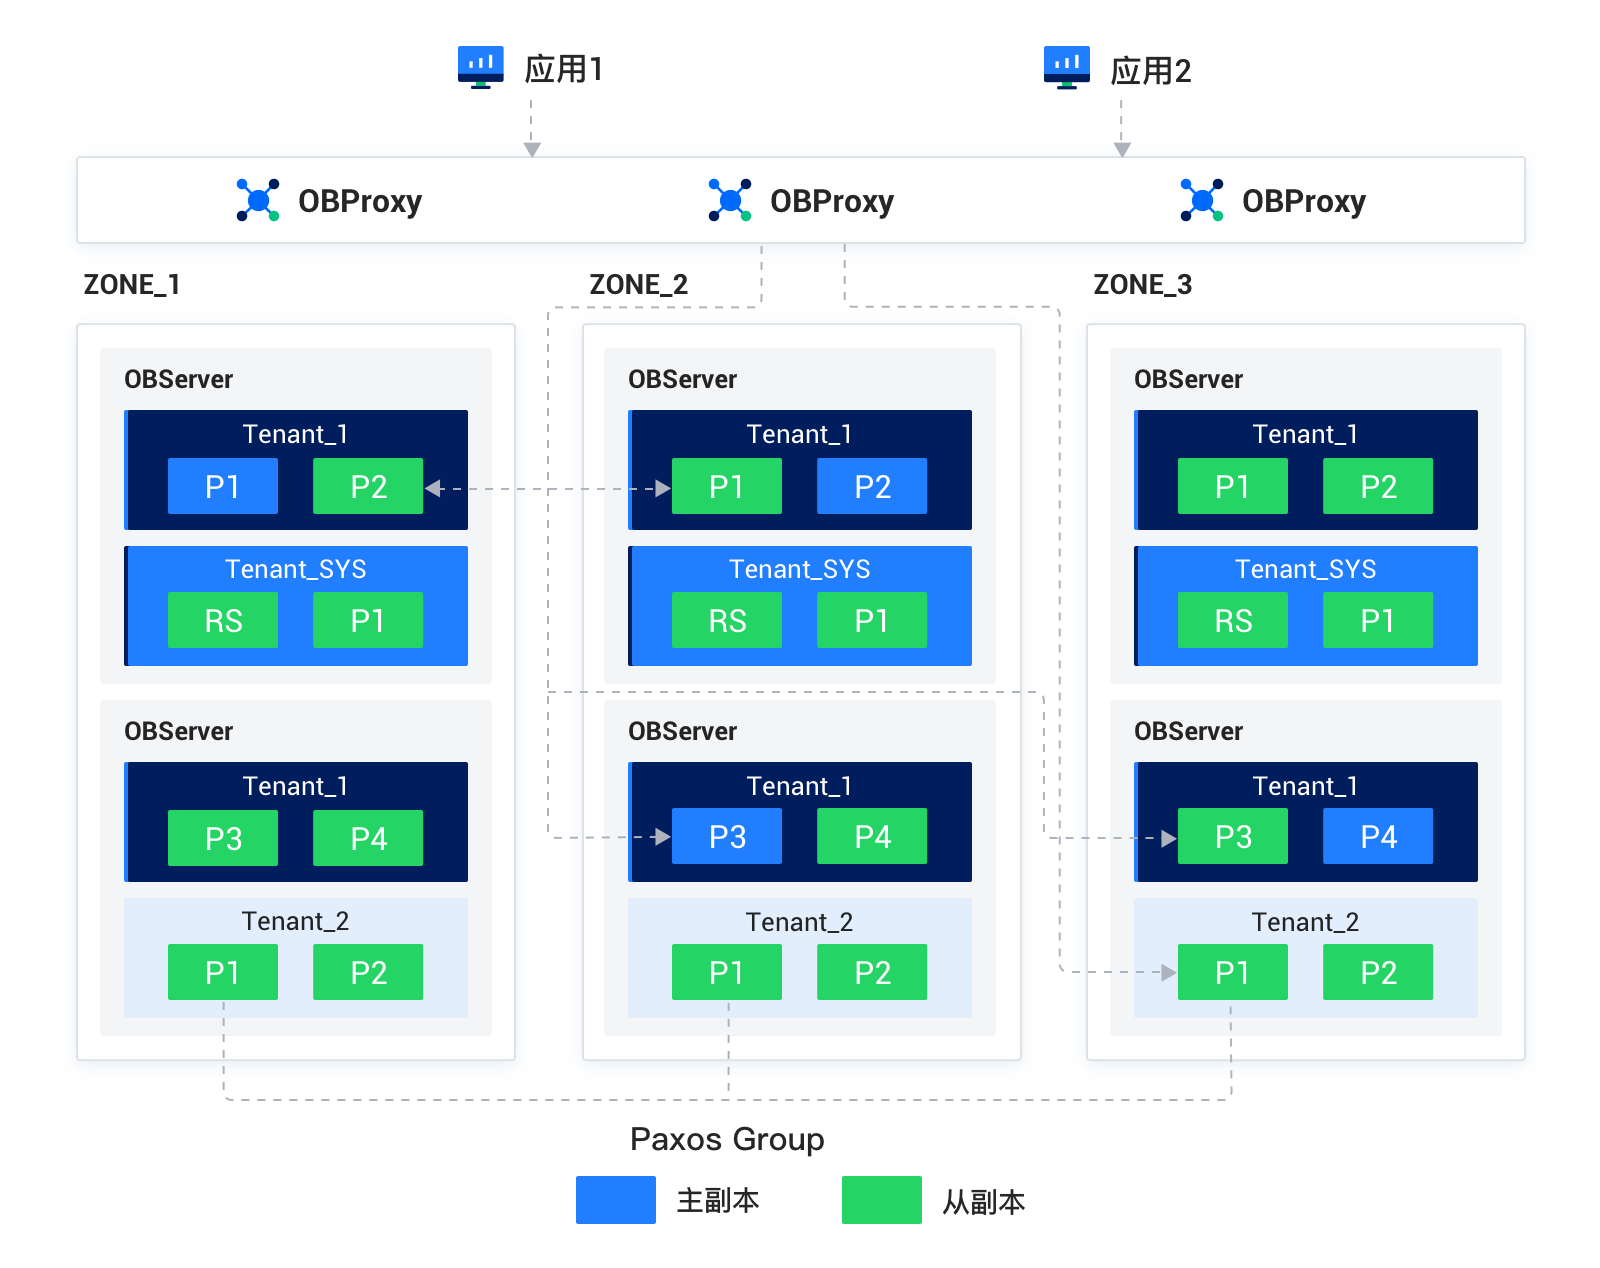 应用1
应用2
OBProxy
OBProxy
OBProxy
ZONE_1
ZONE_2
ZONE_3
OBServer
Tenant_1
P1
P2
Tenant_SYS
RS
P1
OBServer
Tenant_1
P3
P4
Tenant_2
P1
P2
OBServer
Tenant_1
P1
P2
Tenant_SYS
RS
P1
OBServer
Tenant_1
P3
P4
Tenant_2
P1
P2
OBServer
Tenant_1
P1
P2
Tenant_SYS
RS
P1
OBServer
Tenant_1
P3
P4
Tenant_2
P1
P2
Paxos Group
主副本
从副本